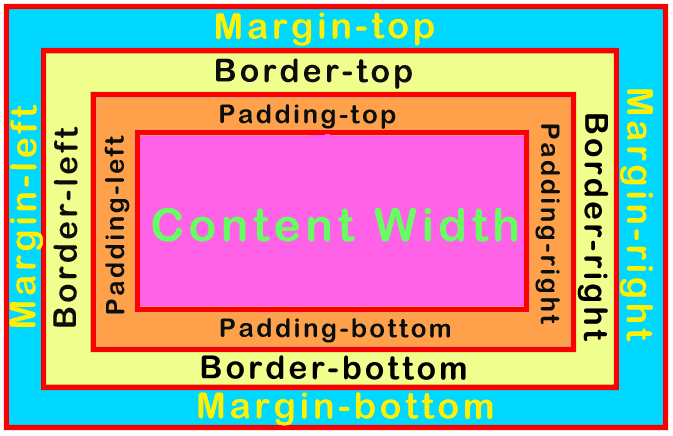 Margin-top
Border-top
Padding-top
Margin-left
Border-left
Padding-left
Content Width
Padding-right
Border-right
Margin-right
Padding-bottom
Border-bottom
Margin-bottom